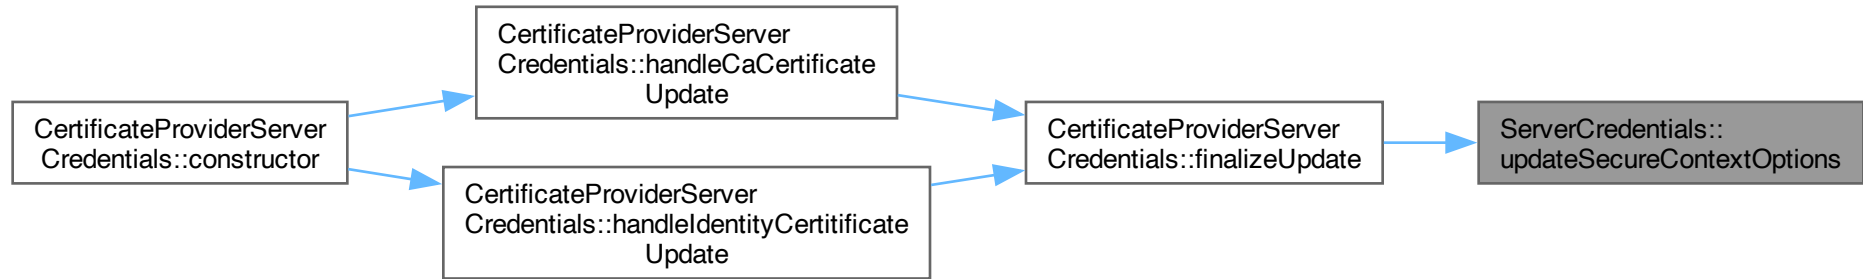 CertificateProviderServer
Credentials::constructor
CertificateProviderServer
Credentials::handleCaCertificate
Update
CertificateProviderServer
Credentials::handleIdentityCertitificate
Update
CertificateProviderServer
Credentials::finalizeUpdate
ServerCredentials::
updateSecureContextOptions